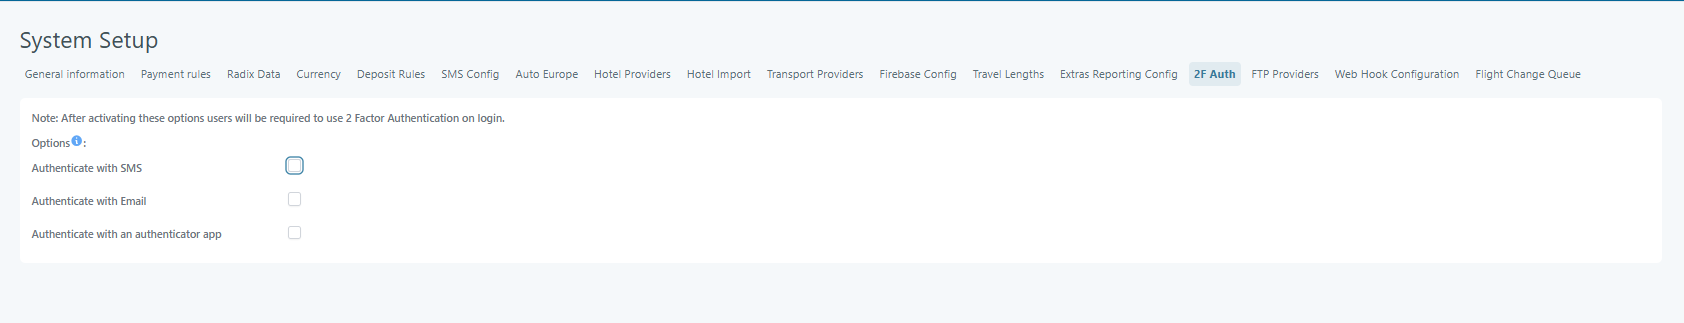 System Setup
General information Payment rules Radix Data Currency Deposit Rules SMS Config Auto Europe Hotel Providers Hotel Import Transport Providers Firebase Config Travel Lengths Extras Reporting Config 2F Auth FTP Providers Web Hook Configuration Flight Change Queue
Note: After activating these options users will be required to use 2 Factor Authentication on login.
Options i :
Authenticate with SMS
Authenticate with Email
Authenticate with an authenticator app